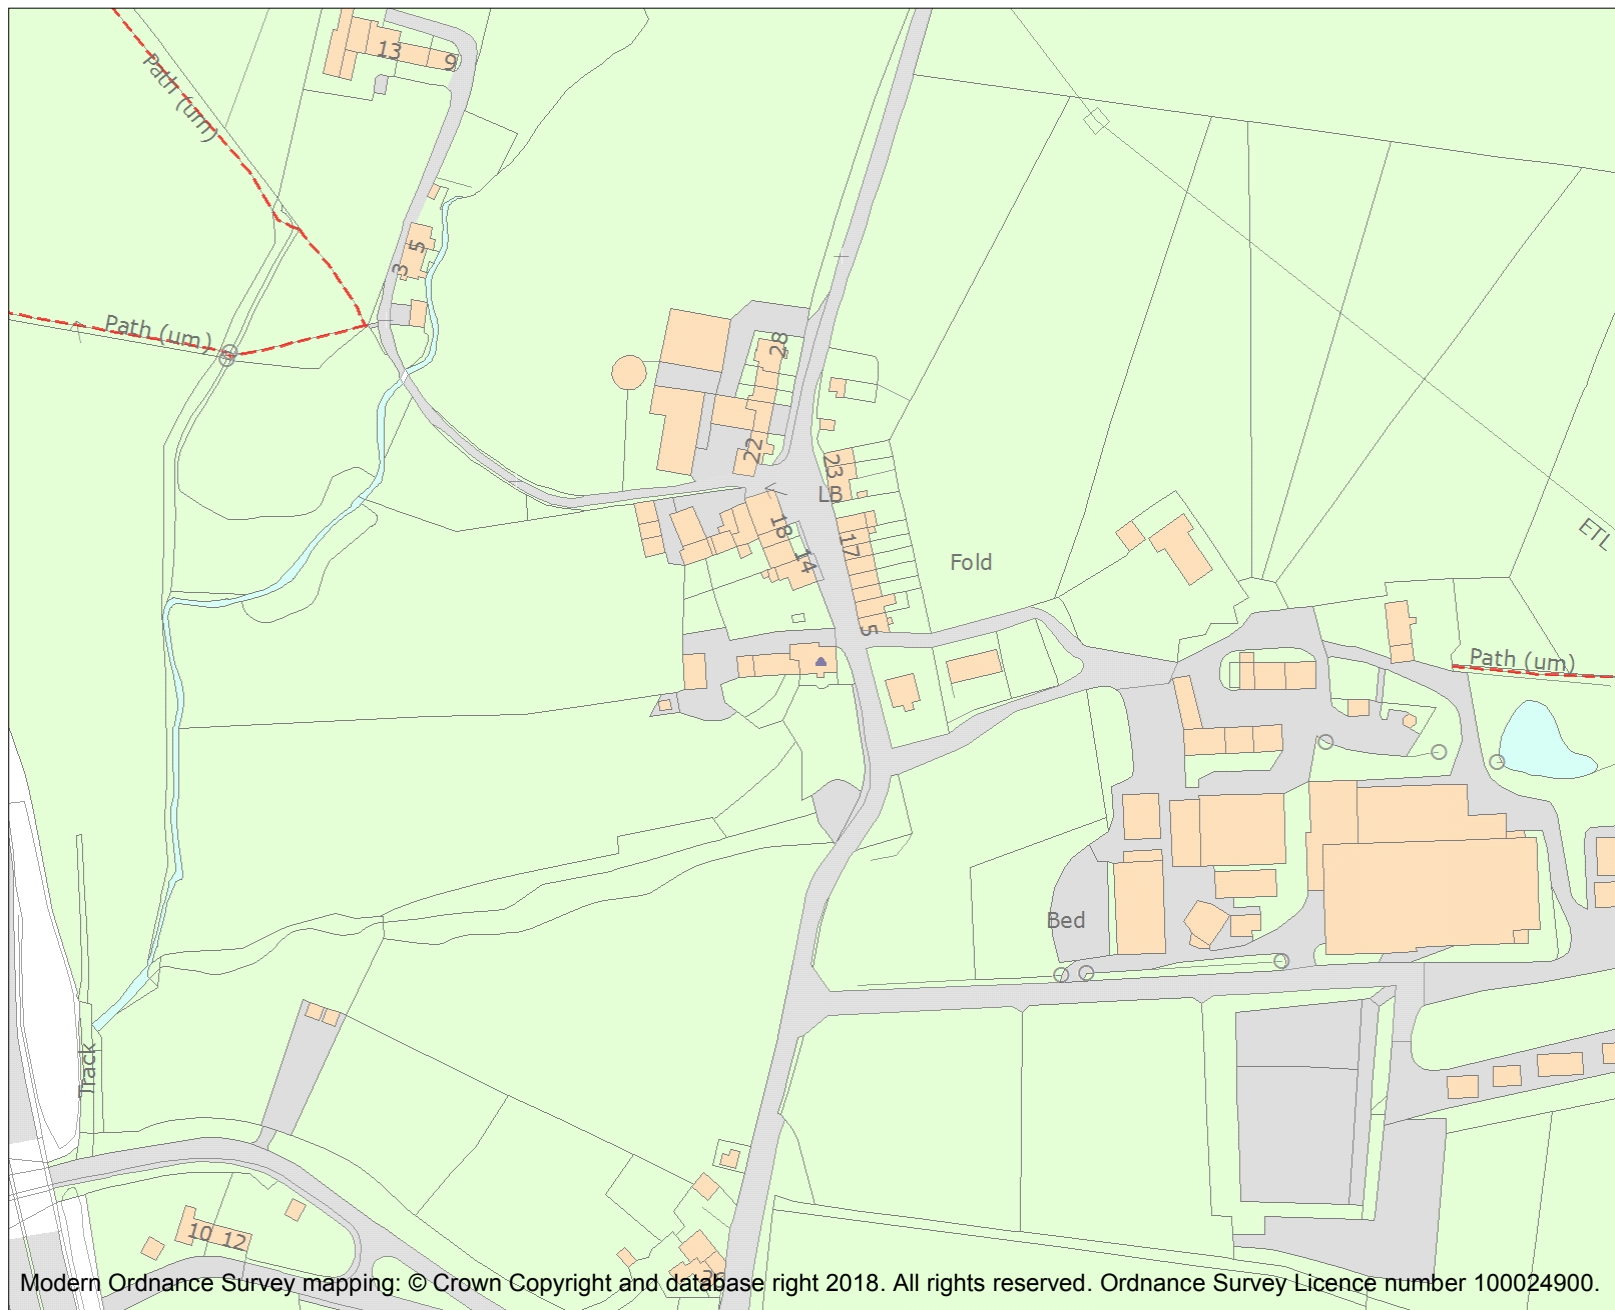 13
9
Path (um)
5
3
Path (um)
28
22
23
LB
18
17
14
Fold
ETL
5
Path (um)
Bed
Track
10 12
26
Modern Ordnance Survey mapping: © Crown Copyright and database right 2018. All rights reserved. Ordnance Survey Licence number 100024900.